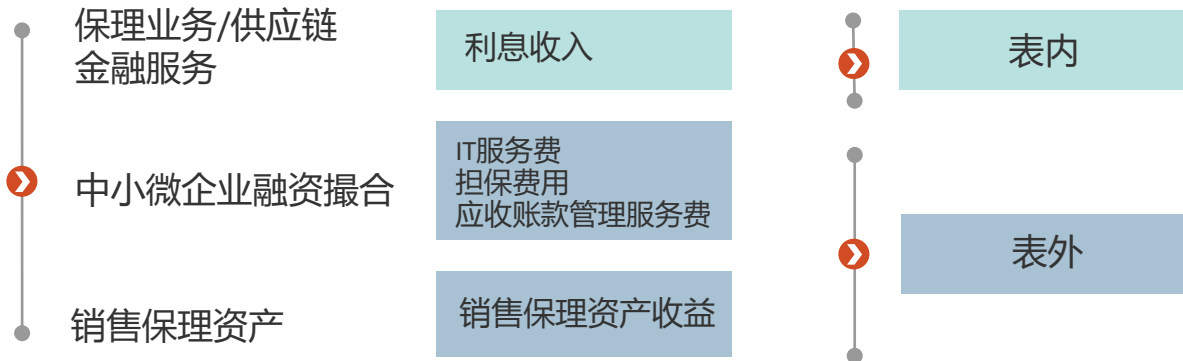 保理业务/供应链
金融服务
利息收入
表内
中小微企业融资撮合
IT服务费
担保费用
应收账款管理服务费
表外
销售保理资产
销售保理资产收益